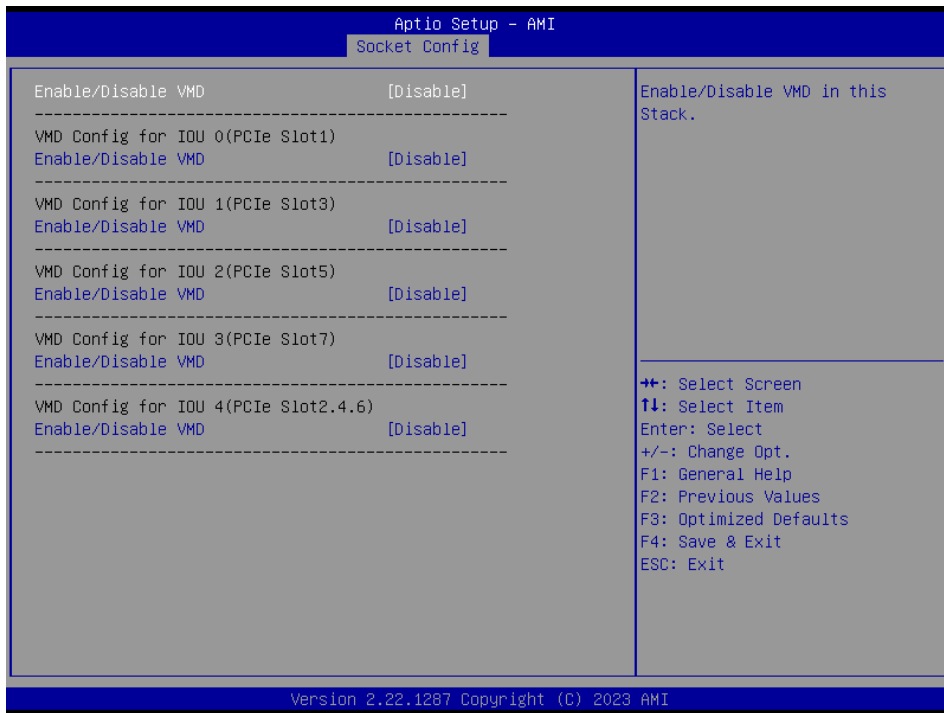 Aptio Setup - AMI
Socket Config
Enable/Disable VMD [Disable]
------------------------------------------------
VMD Config for IOU 0(PCIe Slot1)
Enable/Disable VMD [Disable]
------------------------------------------------
VMD Config for IOU 1(PCIe Slot3)
Enable/Disable VMD [Disable]
------------------------------------------------
VMD Config for IOU 2(PCIe Slot5)
Enable/Disable VMD [Disable]
------------------------------------------------
VMD Config for IOU 3(PCIe Slot7)
Enable/Disable VMD [Disable]
------------------------------------------------
VMD Config for IOU 4(PCIe Slot2.4.6)
Enable/Disable VMD [Disable]
------------------------------------------------
Enable/Disable VMD in this
Stack.
→←: Select Screen
↑↓: Select Item
Enter: Select
+/-: Change Opt.
F1: General Help
F2: Previous Values
F3: Optimized Defaults
F4: Save & Exit
ESC: Exit
Version 2.22.1287 Copyright (C) 2023 AMI